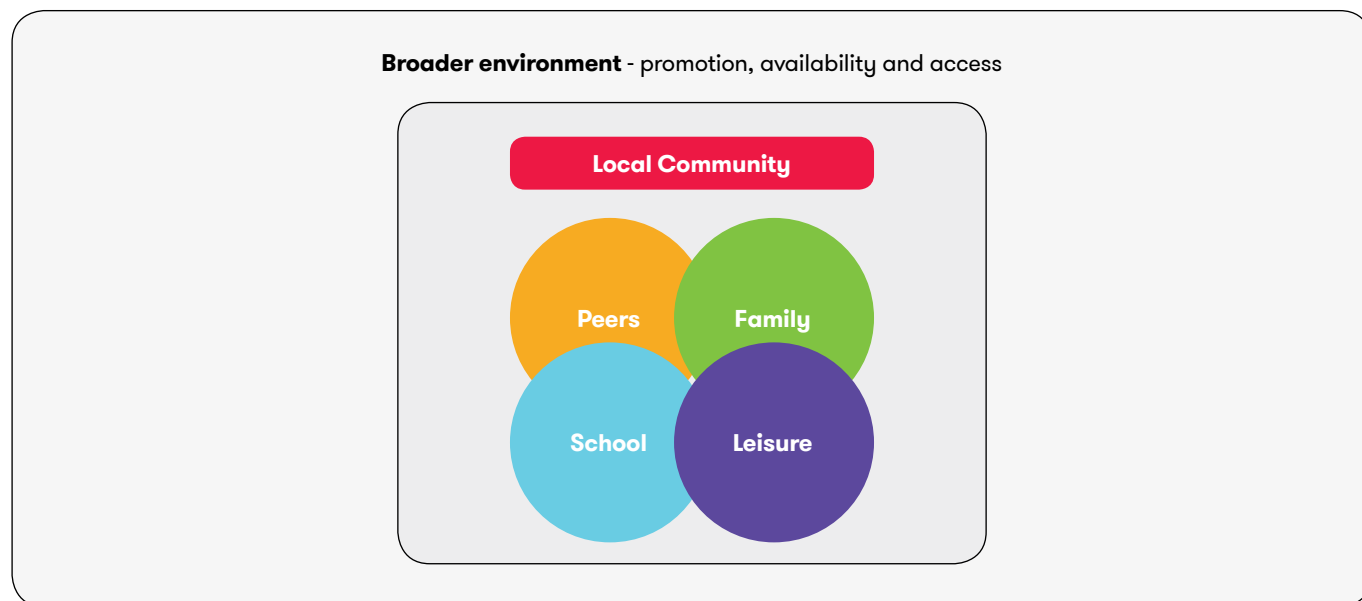 Broader environment - promotion, availability and access
Local Community
Peers
Family
School
Leisure